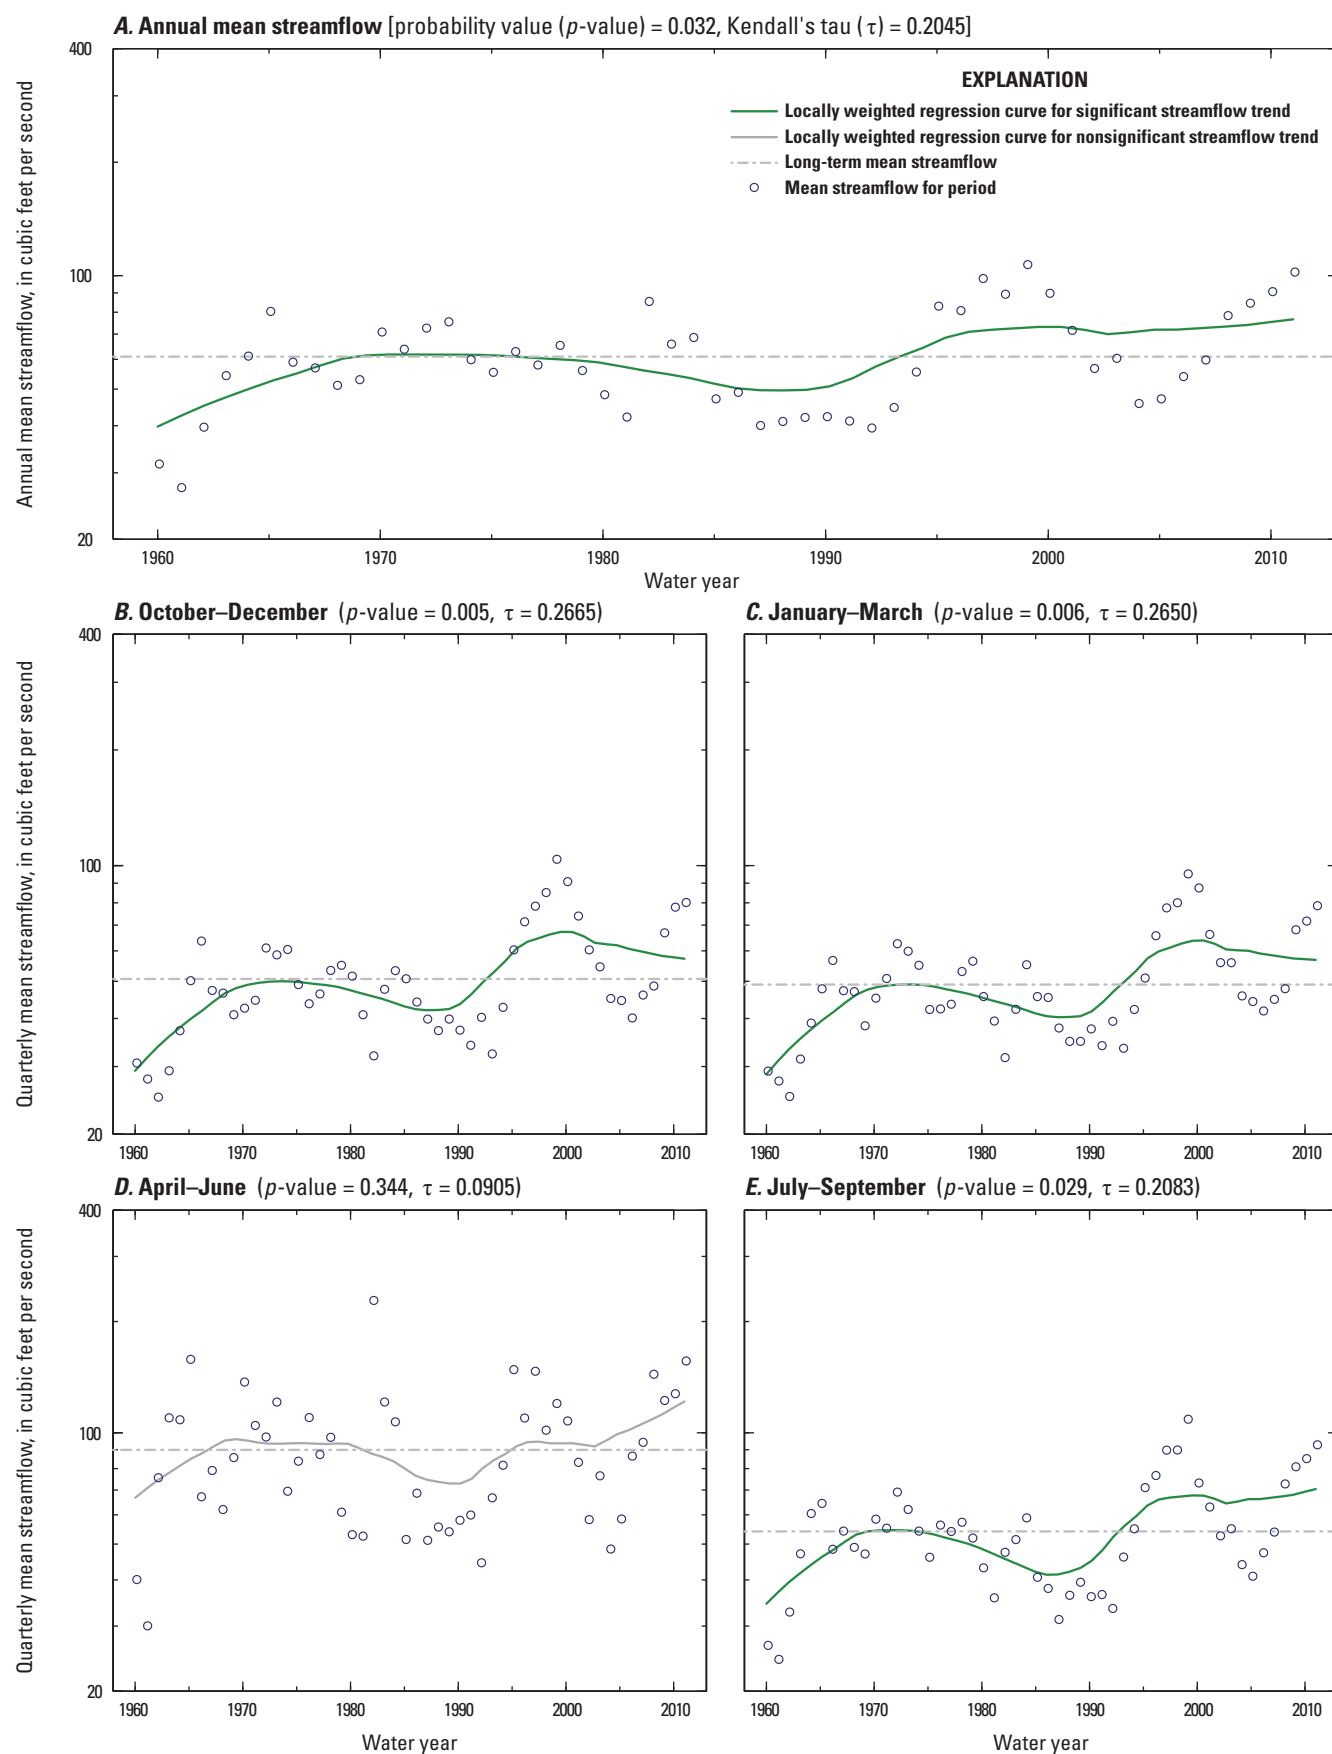 A. Annual mean streamflow [probability value (p-value) = 0.032, Kendall's tau (τ) = 0.2045]
Annual mean streamflow, in cubic feet per second
400
100
20
EXPLANATION
Locally weighted regression curve for significant streamflow trend
Locally weighted regression curve for nonsignificant streamflow trend
Long-term mean streamflow
Mean streamflow for period
1960 1970 1980 1990 2000 2010
Water year
B. October–December (p-value = 0.005, τ = 0.2665)
Quarterly mean streamflow, in cubic feet per second
400
100
20
1960 1970 1980 1990 2000 2010
C. January–March (p-value = 0.006, τ = 0.2650)
1960 1970 1980 1990 2000 2010
D. April–June (p-value = 0.344, τ = 0.0905)
Quarterly mean streamflow, in cubic feet per second
400
100
20
1960 1970 1980 1990 2000 2010
Water year
E. July–September (p-value = 0.029, τ = 0.2083)
1960 1970 1980 1990 2000 2010
Water year